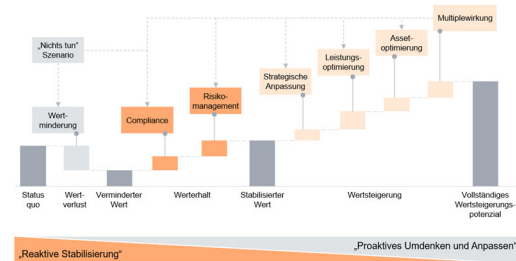 Multiplewirkung
„Nichts tun"
Szenario
Asset-
optimierung
Leistungs-
optimierung
Strategische
Anpassung
Risiko-
management
Wert-
minderung
Compliance
Status
quo
Wert-
verlust
Verminderter
Wert
Werterhalt
Stabilisierter
Wert
Wertsteigerung
Vollständiges
Wertsteigerungs-
potenzial
„Proaktives Umdenken und Anpassen"
„Reaktive Stabilisierung"